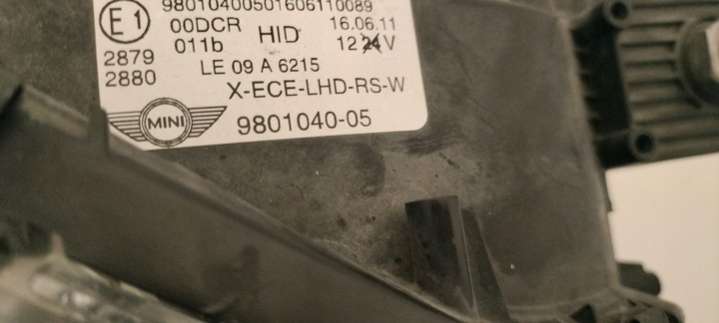 98010400501606110089
E1 00DCR HID 16.06.11
011b 12 24 V
2879
2880 LE 09 A 6215
X-ECE-LHD-RS-W
MINI 9801040-05